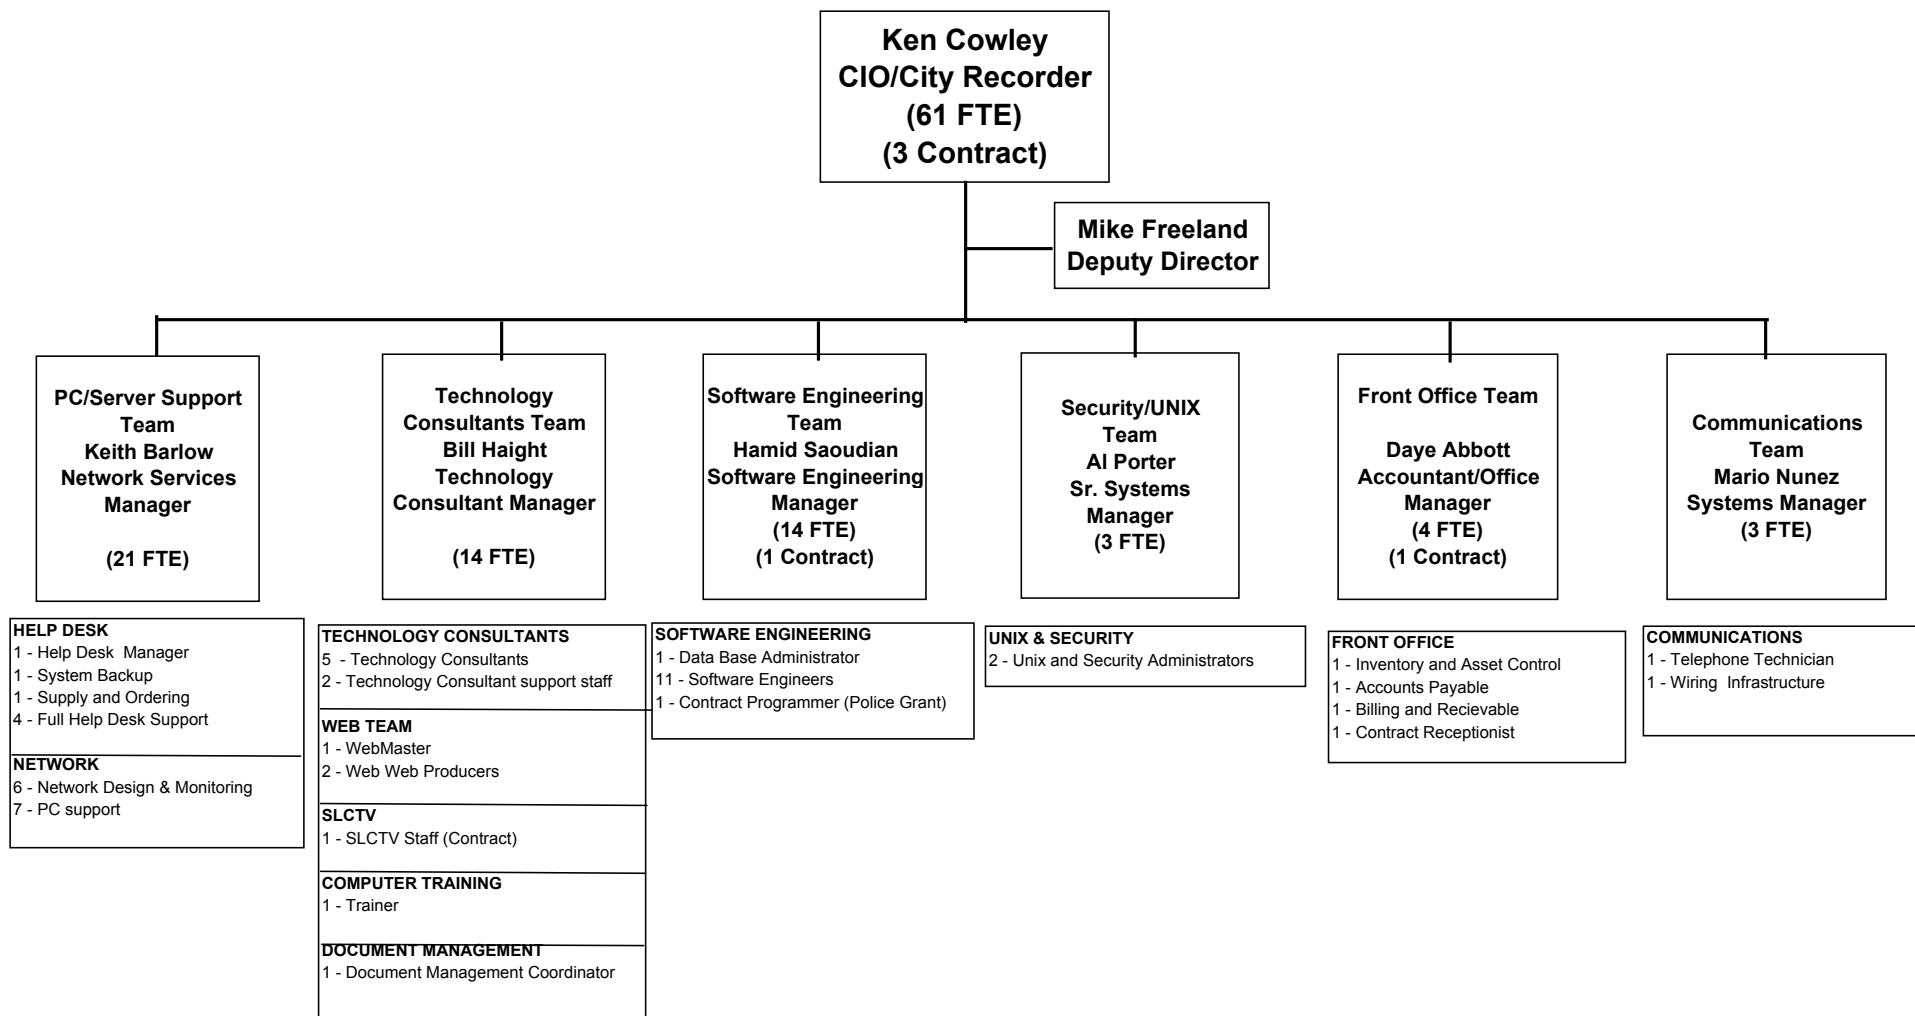 Ken Cowley
CIO/City Recorder
(61 FTE)
(3 Contract)
Mike Freeland
Deputy Director
PC/Server Support
Team
Keith Barlow
Network Services
Manager
(21 FTE)
Technology
Consultants Team
Bill Haight
Technology
Consultant Manager
(14 FTE)
Software Engineering
Team
Hamid Saoudian
Software Engineering
Manager
(14 FTE)
(1 Contract)
Security/UNIX
Team
Al Porter
Sr. Systems
Manager
(3 FTE)
Front Office Team
Daye Abbott
Accountant/Office
Manager
(4 FTE)
(1 Contract)
Communications
Team
Mario Nunez
Systems Manager
(3 FTE)
HELP DESK
1 - Help Desk  Manager
1 - System Backup
1 - Supply and Ordering
4 - Full Help Desk Support
NETWORK
6 - Network Design & Monitoring
7 - PC support
TECHNOLOGY CONSULTANTS
5  - Technology Consultants
2 - Technology Consultant support staff
WEB TEAM
1 - WebMaster
2 - Web Web Producers
SLCTV
1 - SLCTV Staff (Contract)
COMPUTER TRAINING
1 - Trainer
DOCUMENT MANAGEMENT
1 - Document Management Coordinator
SOFTWARE ENGINEERING
1 - Data Base Administrator
11 - Software Engineers
1 - Contract Programmer (Police Grant)
UNIX & SECURITY
2 - Unix and Security Administrators
FRONT OFFICE
1 - Inventory and Asset Control
1 - Accounts Payable
1 - Billing and Recievable
1 - Contract Receptionist
COMMUNICATIONS
1 - Telephone Technician
1 - Wiring  Infrastructure